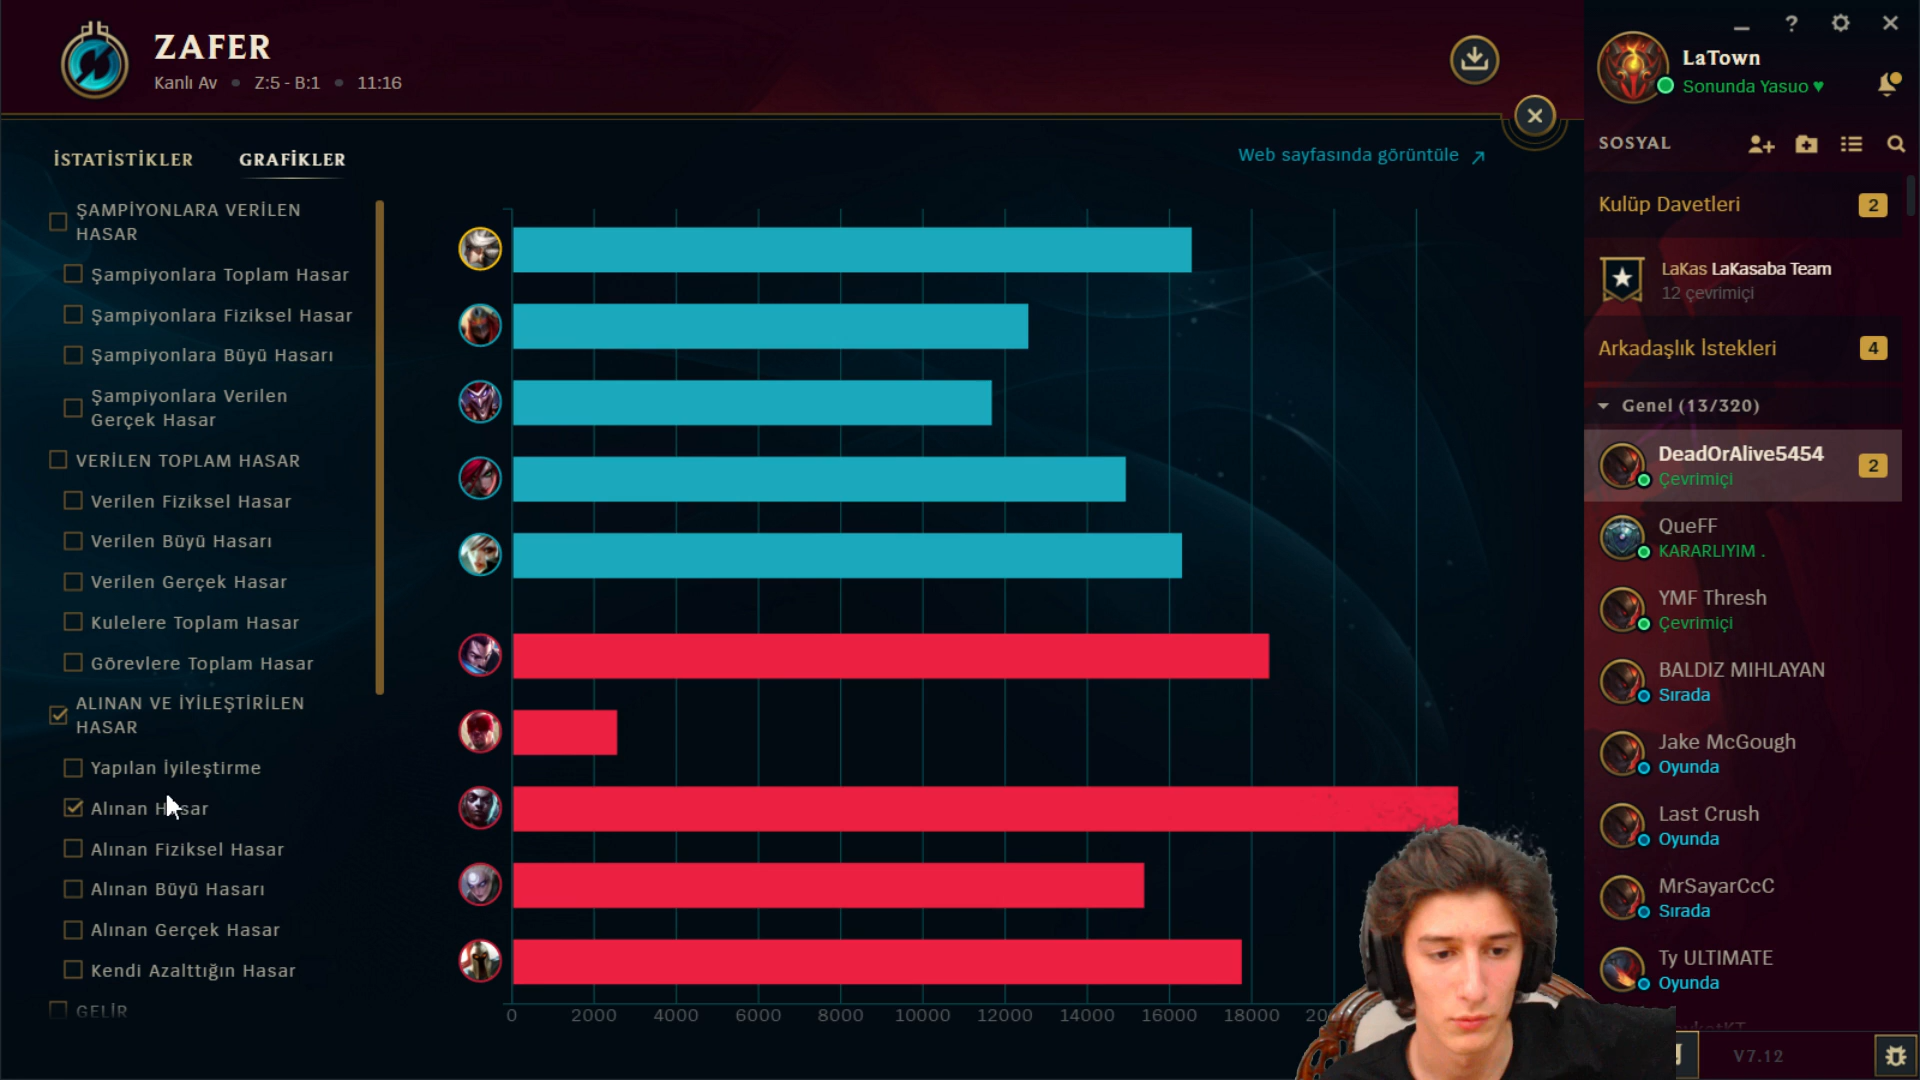 ZAFER
Kanlı Av • Z:5 - B:1 • 11:16
İSTATİSTİKLER
GRAFİKLER
Web sayfasında görüntüle
ŞAMPİYONLARA VERİLEN
HASAR
Şampiyonlara Toplam Hasar
Şampiyonlara Fiziksel Hasar
Şampiyonlara Büyü Hasarı
Şampiyonlara Verilen
Gerçek Hasar
VERİLEN TOPLAM HASAR
Verilen Fiziksel Hasar
Verilen Büyü Hasarı
Verilen Gerçek Hasar
Kulelere Toplam Hasar
Görevlere Toplam Hasar
ALINAN VE İYİLEŞTİRİLEN
HASAR
Yapılan İyileştirme
Alınan Hasar
Alınan Fiziksel Hasar
Alınan Büyü Hasarı
Alınan Gerçek Hasar
Kendi Azalttığın Hasar
GELİR
0 2000 4000 6000 8000 10000 12000 14000 16000 18000
LaTown
Sonunda Yasuo ♥
SOSYAL
Kulüp Davetleri
2
LaKas LaKasaba Team
12 çevrimiçi
Arkadaşlık İstekleri
4
Genel (13/320)
DeadOrAlive5454
Çevrimiçi
2
QueFF
KARARLIYIM .
YMF Thresh
Çevrimiçi
BALDIZ MIHLAYAN
Sırada
Jake McGough
Oyunda
Last Crush
Oyunda
MrSayarCcC
Sırada
Ty ULTIMATE
Oyunda
V7.12